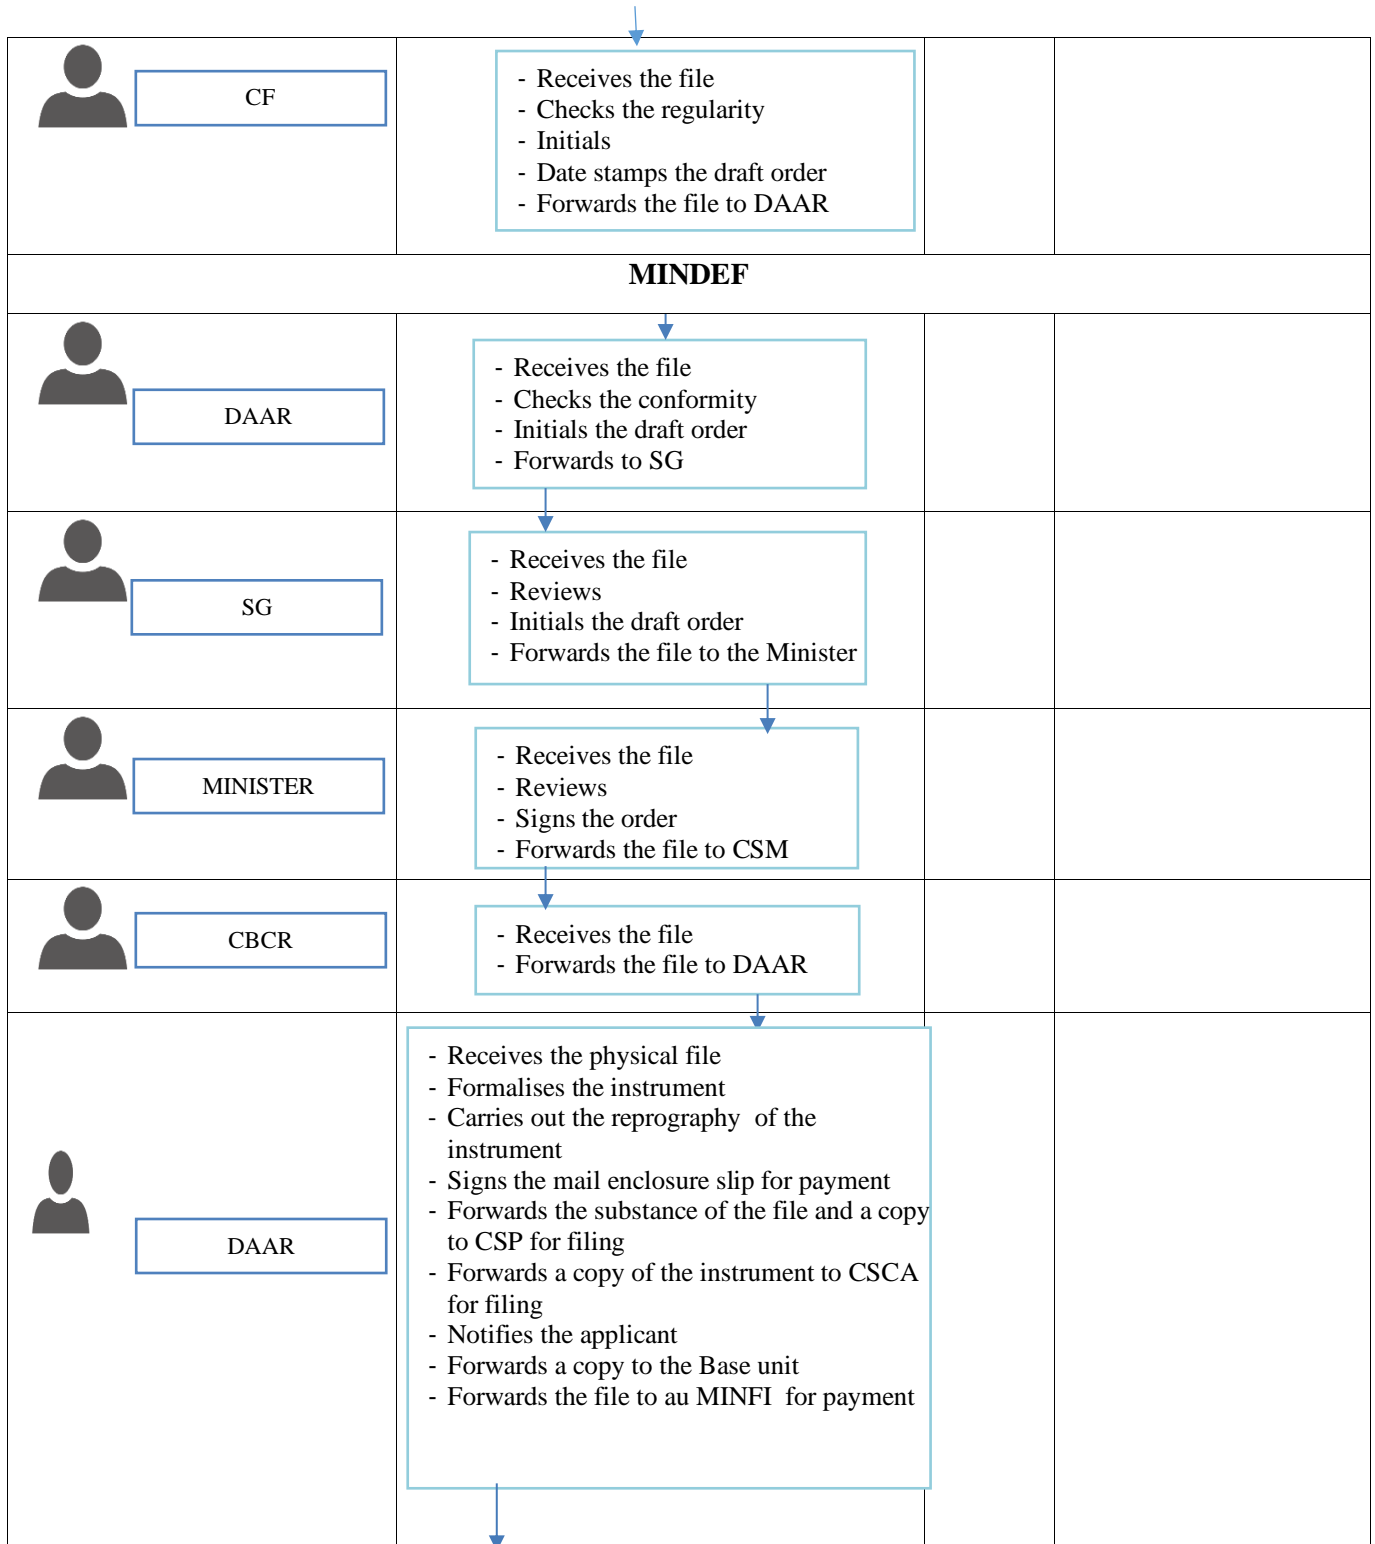 CF
- Receives the file
- Checks the regularity
- Initials
- Date stamps the draft order
- Forwards the file to DAAR
MINDEF
DAAR
- Receives the file
- Checks the conformity
- Initials the draft order
- Forwards to SG
SG
- Receives the file
- Reviews
- Initials the draft order
- Forwards the file to the Minister
MINISTER
- Receives the file
- Reviews
- Signs the order
- Forwards the file to CSM
CBCR
- Receives the file
- Forwards the file to DAAR
DAAR
- Receives the physical file
- Formalises the instrument
- Carries out the reprography of the
instrument
- Signs the mail enclosure slip for payment
- Forwards the substance of the file and a copy
to CSP for filing
- Forwards a copy of the instrument to CSCA
for filing
- Notifies the applicant
- Forwards a copy to the Base unit
- Forwards the file to au MINFI for payment